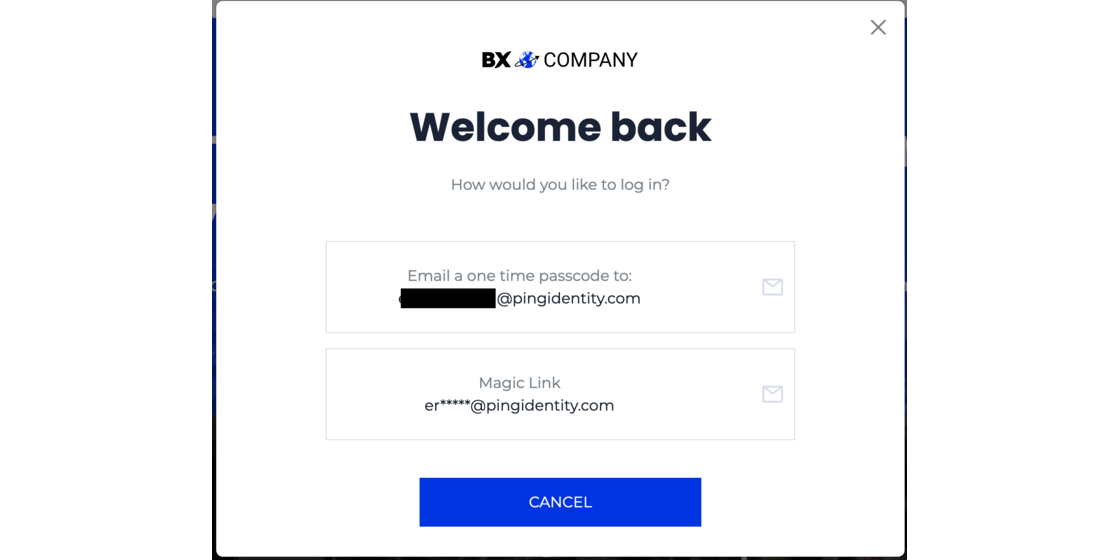 BX COMPANY
Welcome back
How would you like to log in?
Email a one time passcode to:
@pingidentity.com
Magic Link
er*****@pingidentity.com
CANCEL